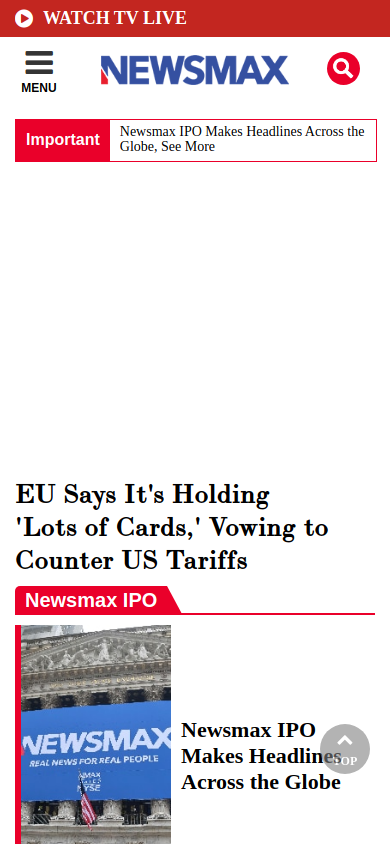 WATCH TV LIVE
MENU
NEWSMAX
Important
Newsmax IPO Makes Headlines Across the
Globe, See More
EU Says It's Holding
'Lots of Cards,' Vowing to
Counter US Tariffs
Newsmax IPO
NEWSMAX
REAL NEWS FOR REAL PEOPLE
Newsmax IPO
Makes Headlines
Across the Globe
TOP